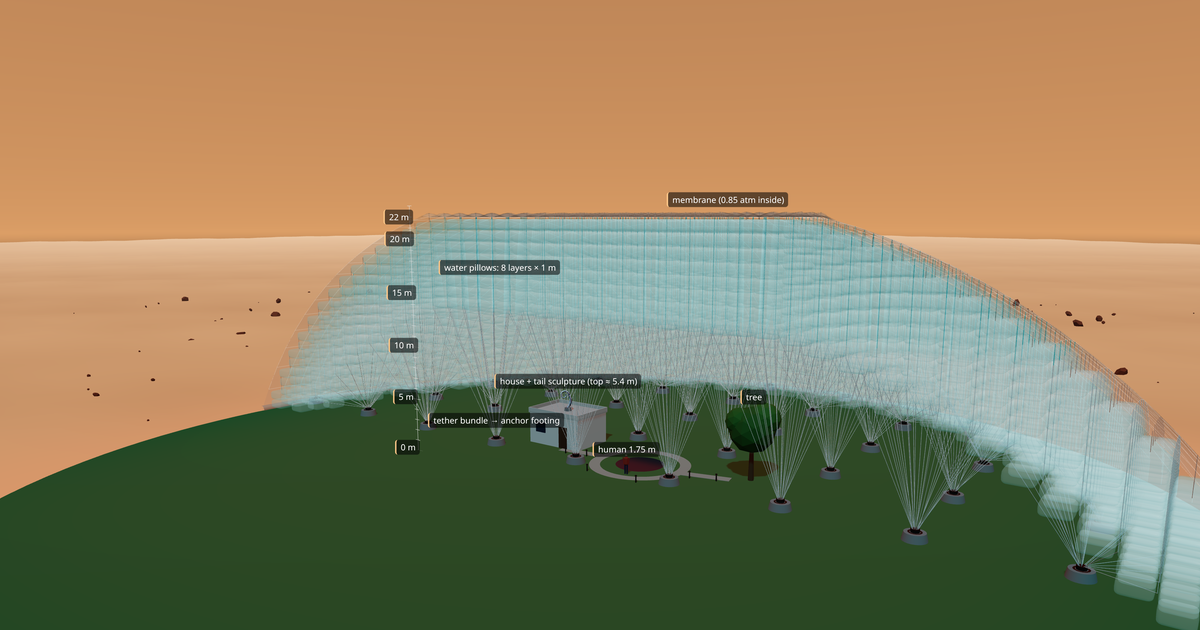 membrane (0.85 atm inside)
22 m
20 m
water pillows: 8 layers × 1 m
15 m
10 m
house + tail sculpture (top ≈ 5.4 m)
5 m
tree
tether bundle → anchor footing
0 m
human 1.75 m